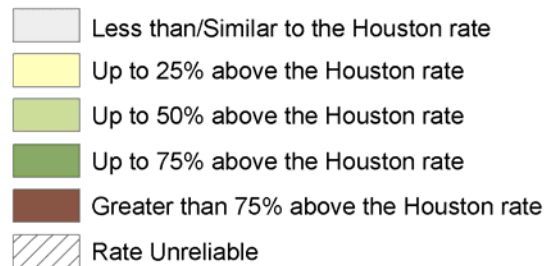 Less than/Similar to the Houston rate
Up to 25% above the Houston rate
Up to 50% above the Houston rate
Up to 75% above the Houston rate
Greater than 75% above the Houston rate
Rate Unreliable